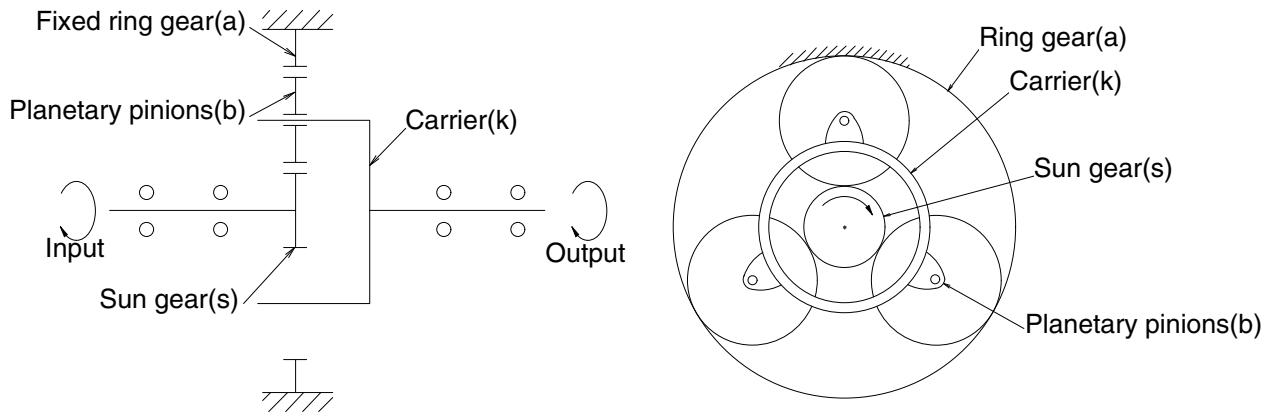 Fixed ring gear(a)
Planetary pinions(b)
Carrier(k)
Input
Output
Sun gear(s)
Ring gear(a)
Carrier(k)
Sun gear(s)
Planetary pinions(b)